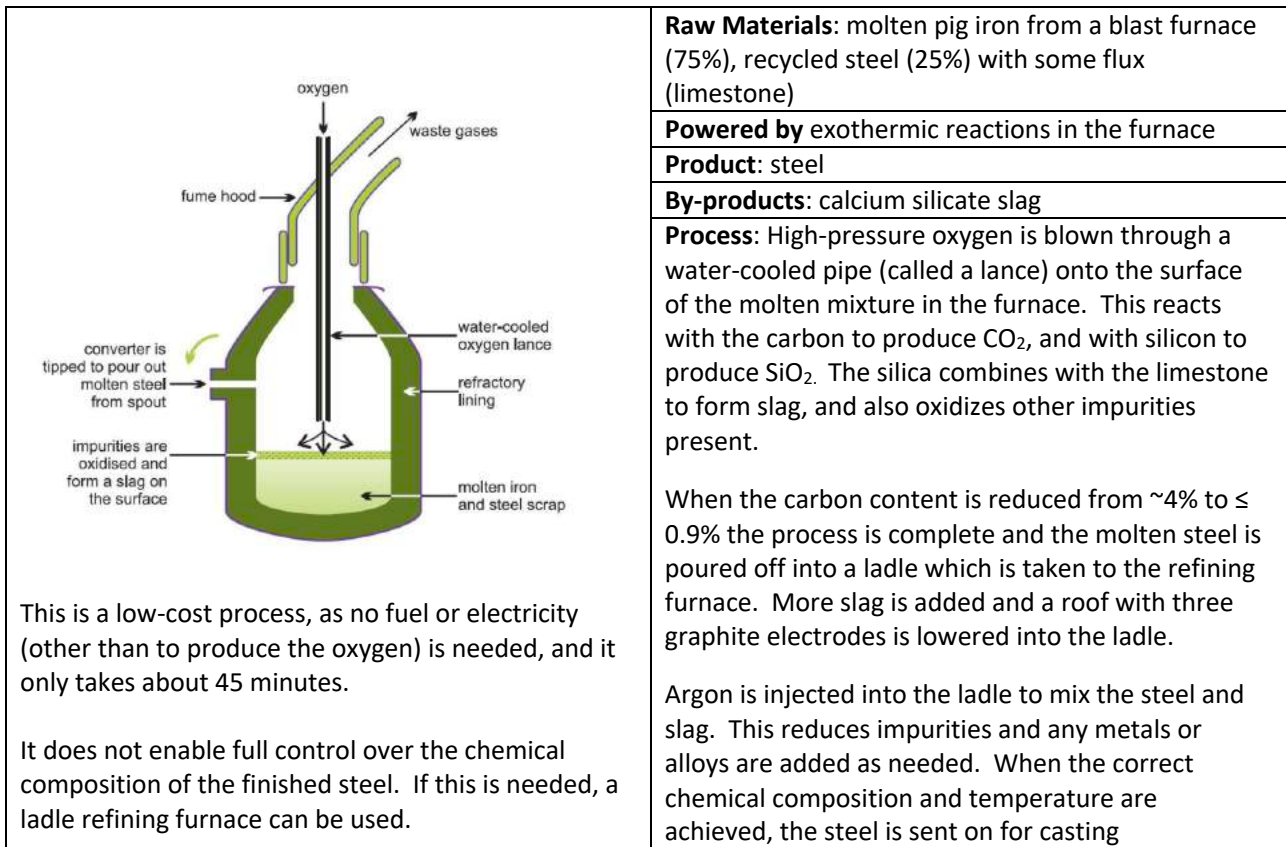 oxygen
waste gases
fume hood
water-cooled
oxygen lance
converter is
tipped to pour out
molten steel
from spout
refractory
lining
impurities are
oxidised and
form a slag on
the surface
molten iron
and steel scrap
This is a low-cost process, as no fuel or electricity
(other than to produce the oxygen) is needed, and it
only takes about 45 minutes.
It does not enable full control over the chemical
composition of the finished steel.  If this is needed, a
ladle refining furnace can be used.
Raw Materials: molten pig iron from a blast furnace
(75%), recycled steel (25%) with some flux
(limestone)
Powered by exothermic reactions in the furnace
Product: steel
By-products: calcium silicate slag
Process: High-pressure oxygen is blown through a
water-cooled pipe (called a lance) onto the surface
of the molten mixture in the furnace.  This reacts
with the carbon to produce CO₂, and with silicon to
produce SiO₂.  The silica combines with the limestone
to form slag, and also oxidizes other impurities
present.
When the carbon content is reduced from ~4% to ≤
0.9% the process is complete and the molten steel is
poured off into a ladle which is taken to the refining
furnace.  More slag is added and a roof with three
graphite electrodes is lowered into the ladle.
Argon is injected into the ladle to mix the steel and
slag.  This reduces impurities and any metals or
alloys are added as needed.  When the correct
chemical composition and temperature are
achieved, the steel is sent on for casting